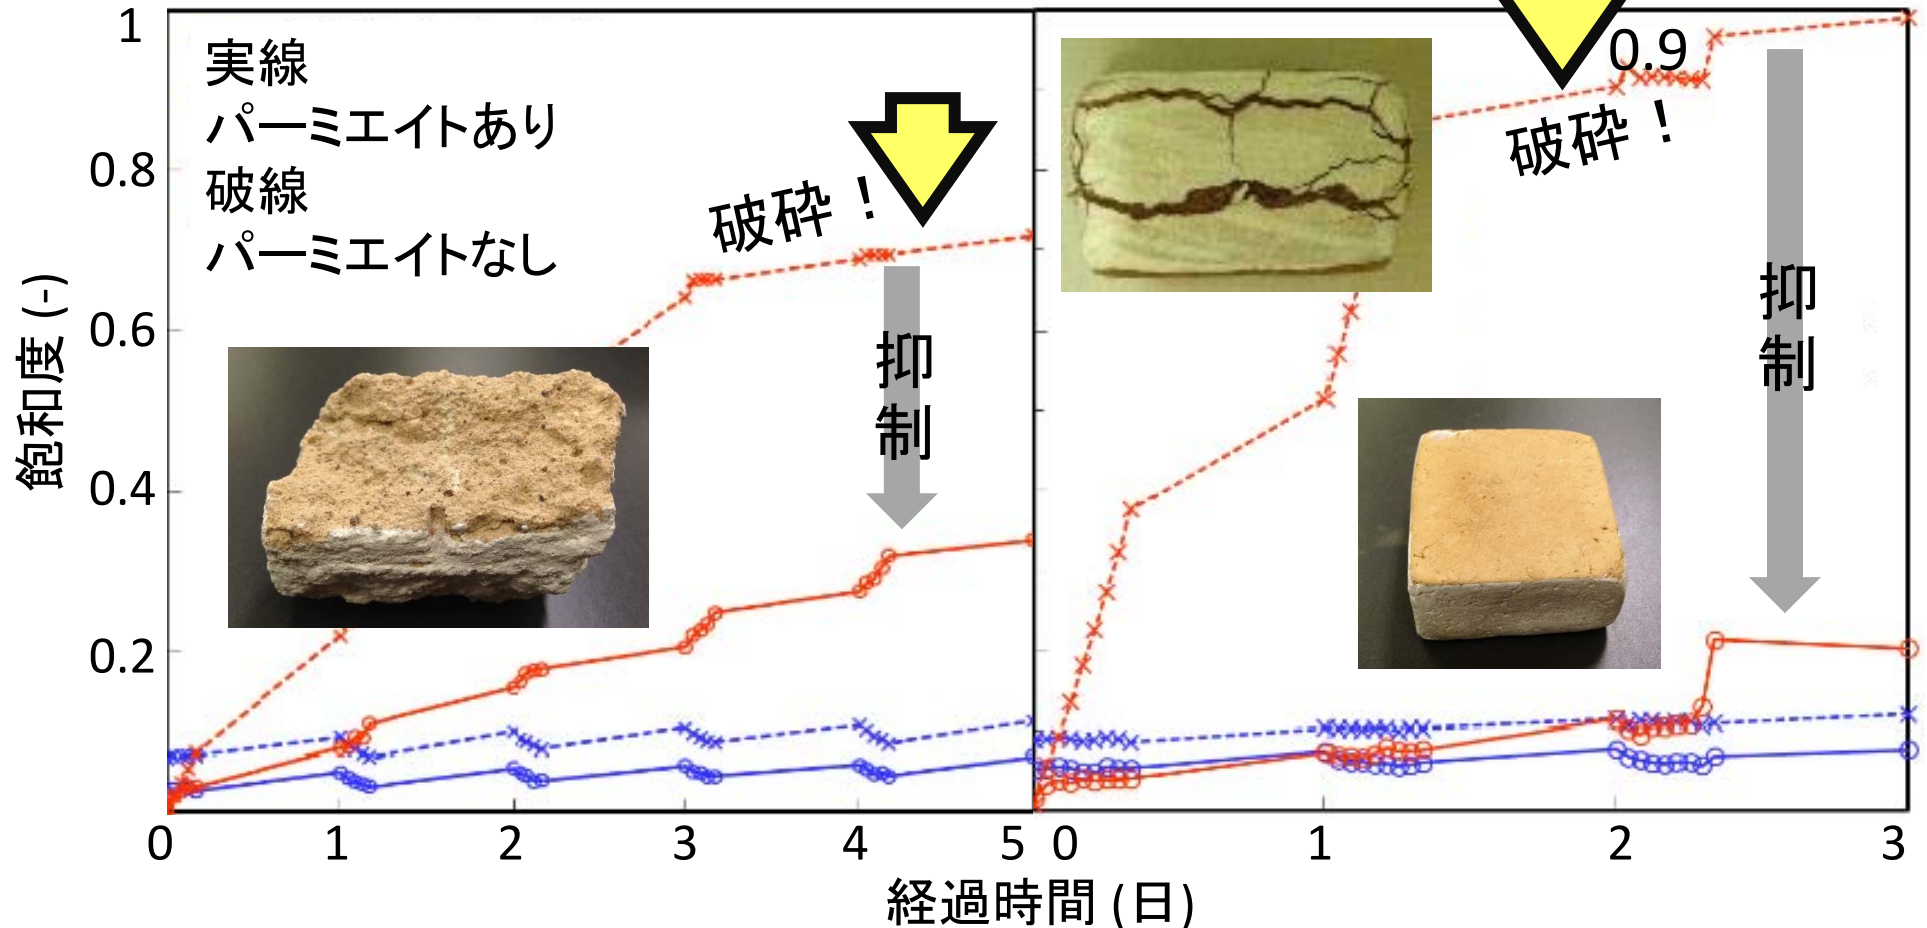 実線
パーミエイトあり
破線
パーミエイトなし
破砕！
抑制
0.9
破砕！
抑制
飽和度 (-)
1
0.8
0.6
0.4
0.2
0 1 2 3 4 5 0 1 2 3
経過時間 (日)